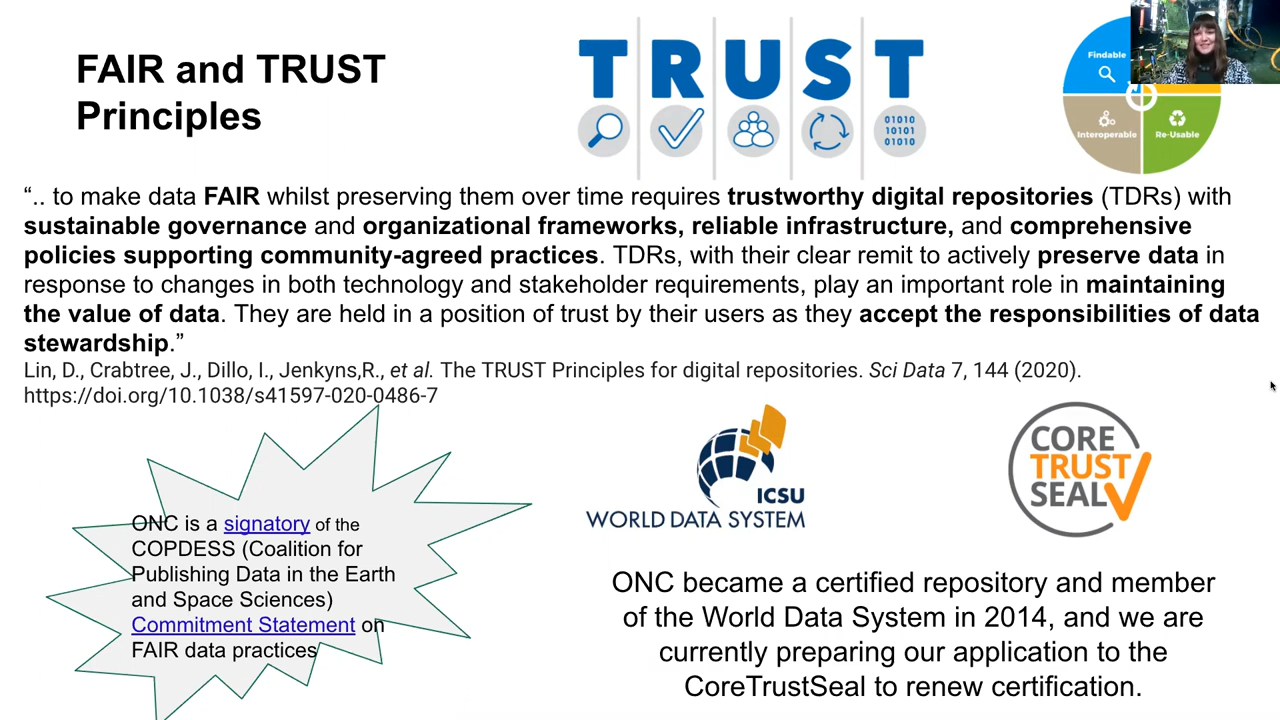 FAIR and TRUST
Principles
TRUST
01010
10101
01010
Findable
Interoperable
Re-Usable
“.. to make data FAIR whilst preserving them over time requires trustworthy digital repositories (TDRs) with
sustainable governance and organizational frameworks, reliable infrastructure, and comprehensive
policies supporting community-agreed practices. TDRs, with their clear remit to actively preserve data in
response to changes in both technology and stakeholder requirements, play an important role in maintaining
the value of data. They are held in a position of trust by their users as they accept the responsibilities of data
stewardship.”
Lin, D., Crabtree, J., Dillo, I., Jenkyns,R., et al. The TRUST Principles for digital repositories. Sci Data 7, 144 (2020).
https://doi.org/10.1038/s41597-020-0486-7
ONC is a signatory of the
COPDESS (Coalition for
Publishing Data in the Earth
and Space Sciences)
Commitment Statement on
FAIR data practices
ICSU
WORLD DATA SYSTEM
CORE
TRUST
SEAL
ONC became a certified repository and member
of the World Data System in 2014, and we are
currently preparing our application to the
CoreTrustSeal to renew certification.